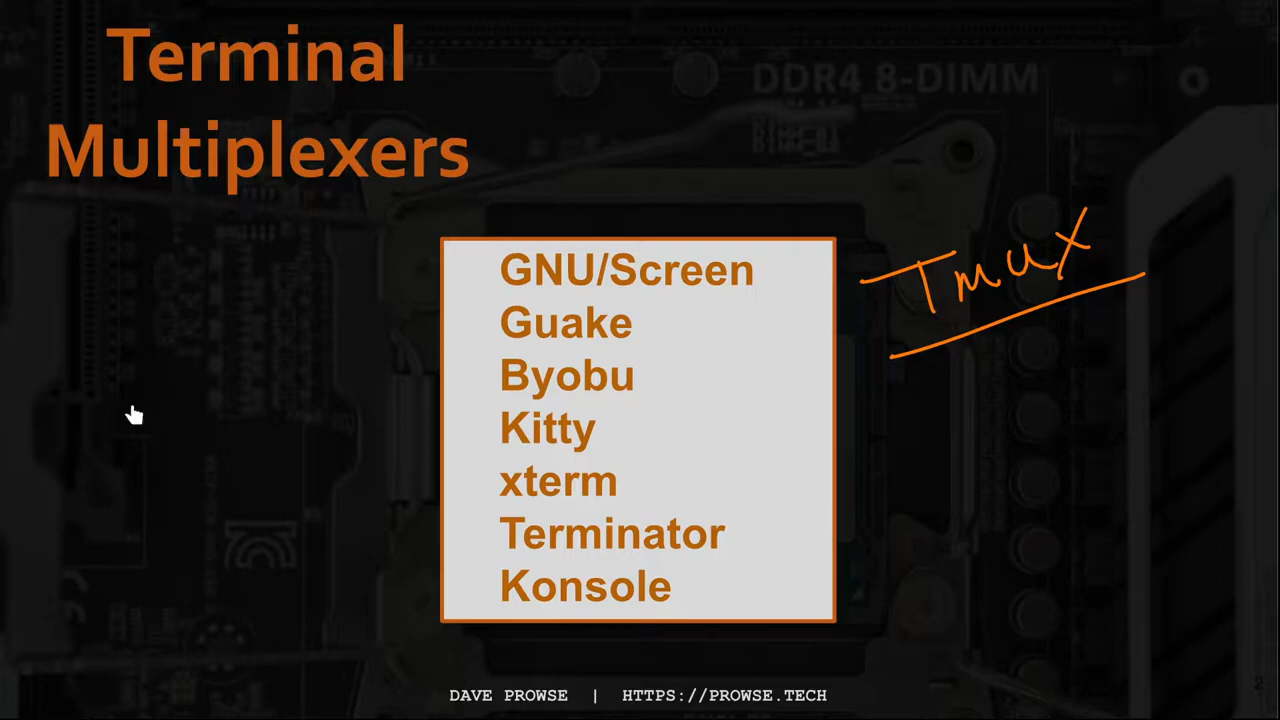 Terminal
Multiplexers
DDR4 8-DIMM
GNU/Screen
Guake
Byobu
Kitty
xterm
Terminator
Konsole
Tmux
DAVE PROWSE | HTTPS://PROWSE.TECH
2